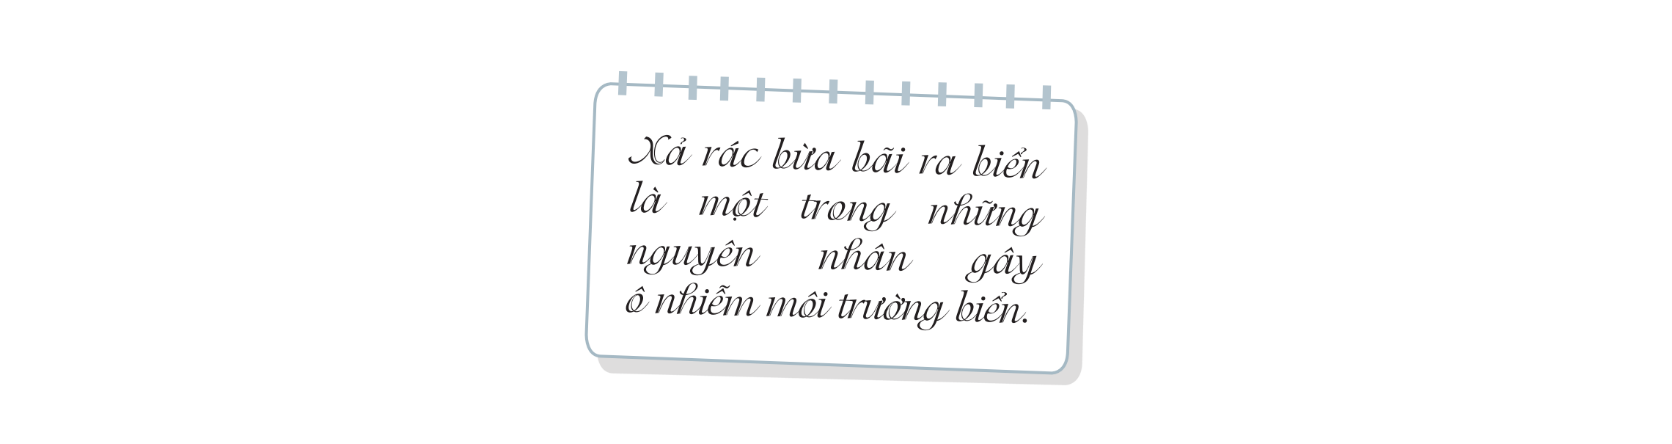 Xả rác bừa bãi ra biển
là một trong những
nguyên nhân gây
ô nhiễm môi trường biển.